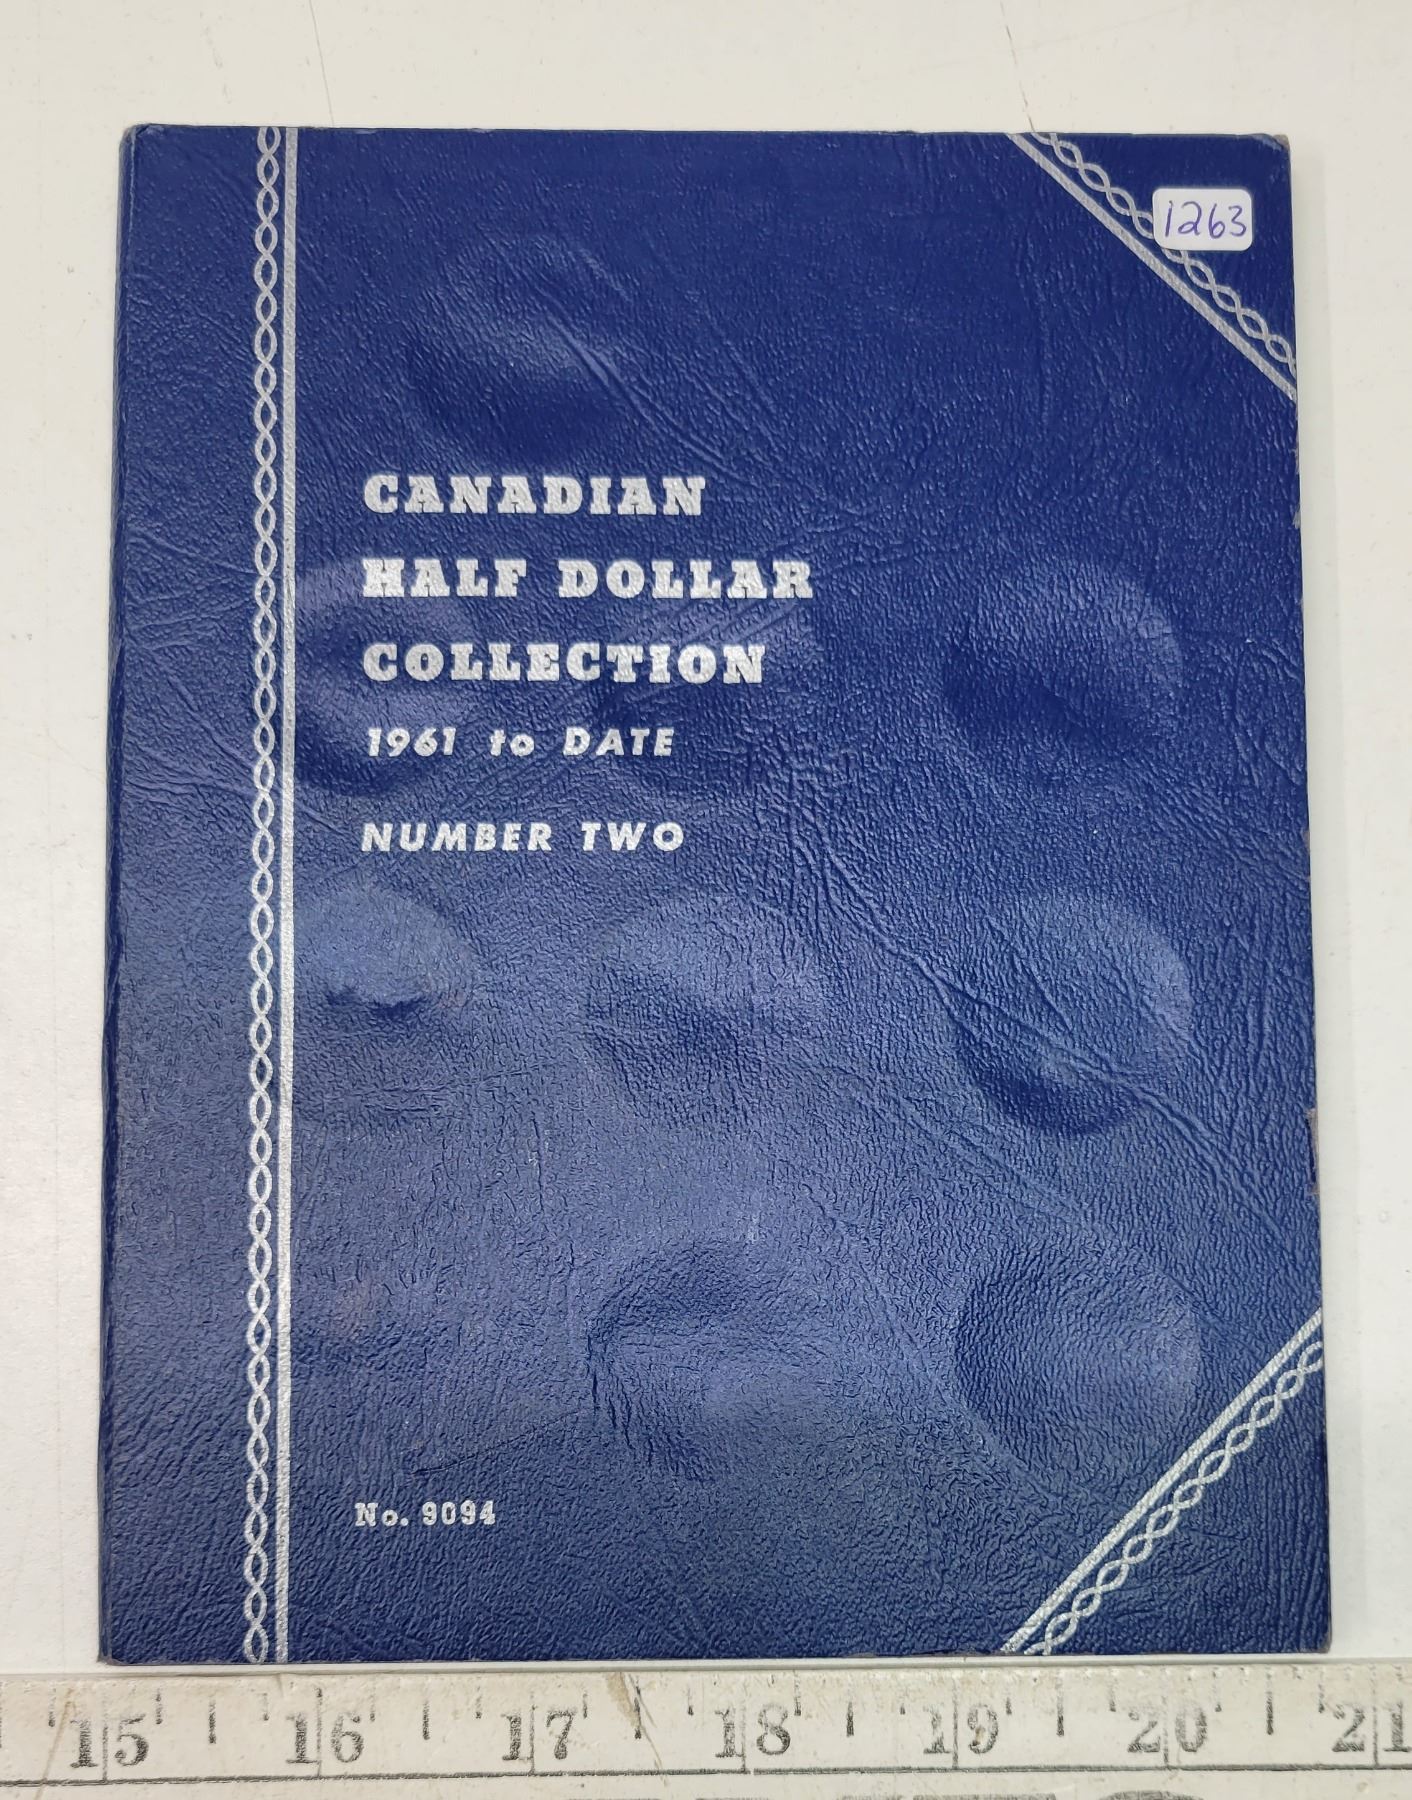 1263
CANADIAN
HALF DOLLAR
COLLECTION
1961 to DATE
NUMBER TWO
No. 9094
15 16 17 18 19 20 21